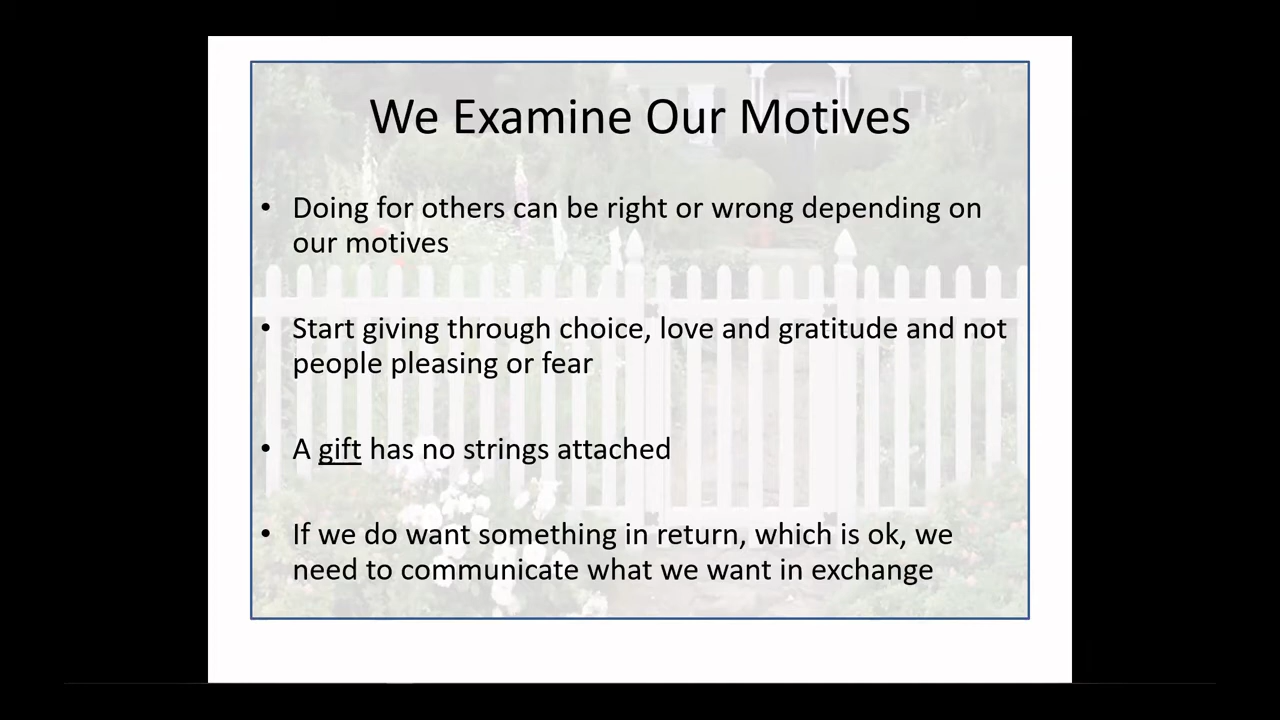 We Examine Our Motives
• Doing for others can be right or wrong depending on
our motives
• Start giving through choice, love and gratitude and not
people pleasing or fear
• A gift has no strings attached
• If we do want something in return, which is ok, we
need to communicate what we want in exchange